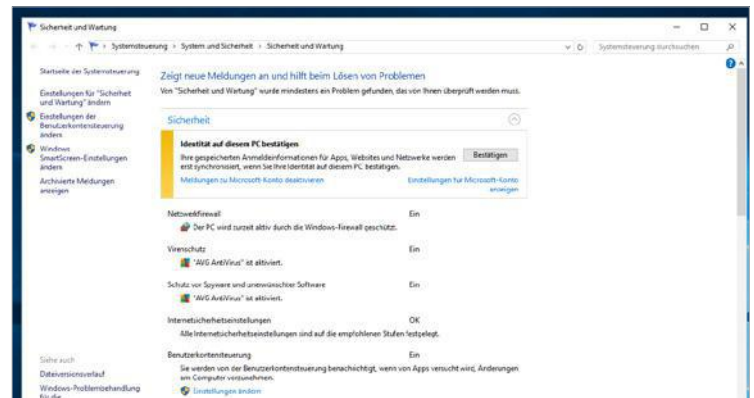 Sicherheit und Wartung
Systemsteuerung › System und Sicherheit › Sicherheit und Wartung
Systemsteuerung durchsuchen
Startseite der Systemsteuerung
Einstellungen für "Sicherheit
und Wartung" ändern
Einstellungen der
Benutzerkontensteuerung
ändern
Windows
SmartScreen-Einstellungen
ändern
Archivierte Meldungen
anzeigen
Zeigt neue Meldungen an und hilft beim Lösen von Problemen
Von "Sicherheit und Wartung" wurde mindestens ein Problem gefunden, das von Ihnen überprüft werden muss.
Sicherheit
Identität auf diesem PC bestätigen
Ihre gespeicherten Anmeldeinformationen für Apps, Websites und Netzwerke werden
erst synchronisiert, wenn Sie Ihre Identität auf diesem PC bestätigen.
Bestätigen
Meldungen zu Microsoft-Konto deaktivieren
Einstellungen für Microsoft-Konto
anzeigen
Netzwerkfirewall Ein
Der PC wird zurzeit aktiv durch die Windows-Firewall geschützt.
Virenschutz Ein
"AVG AntiVirus" ist aktiviert.
Schutz vor Spyware und unerwünschter Software Ein
"AVG AntiVirus" ist aktiviert.
Internetsicherheitseinstellungen OK
Alle Internetsicherheitseinstellungen sind auf die empfohlenen Stufen festgelegt.
Benutzerkontensteuerung Ein
Sie werden von der Benutzerkontensteuerung benachrichtigt, wenn von Apps versucht wird, Änderungen
am Computer vorzunehmen.
Einstellungen ändern
Siehe auch
Dateiversionsverlauf
Windows-Problembehandlung
für die